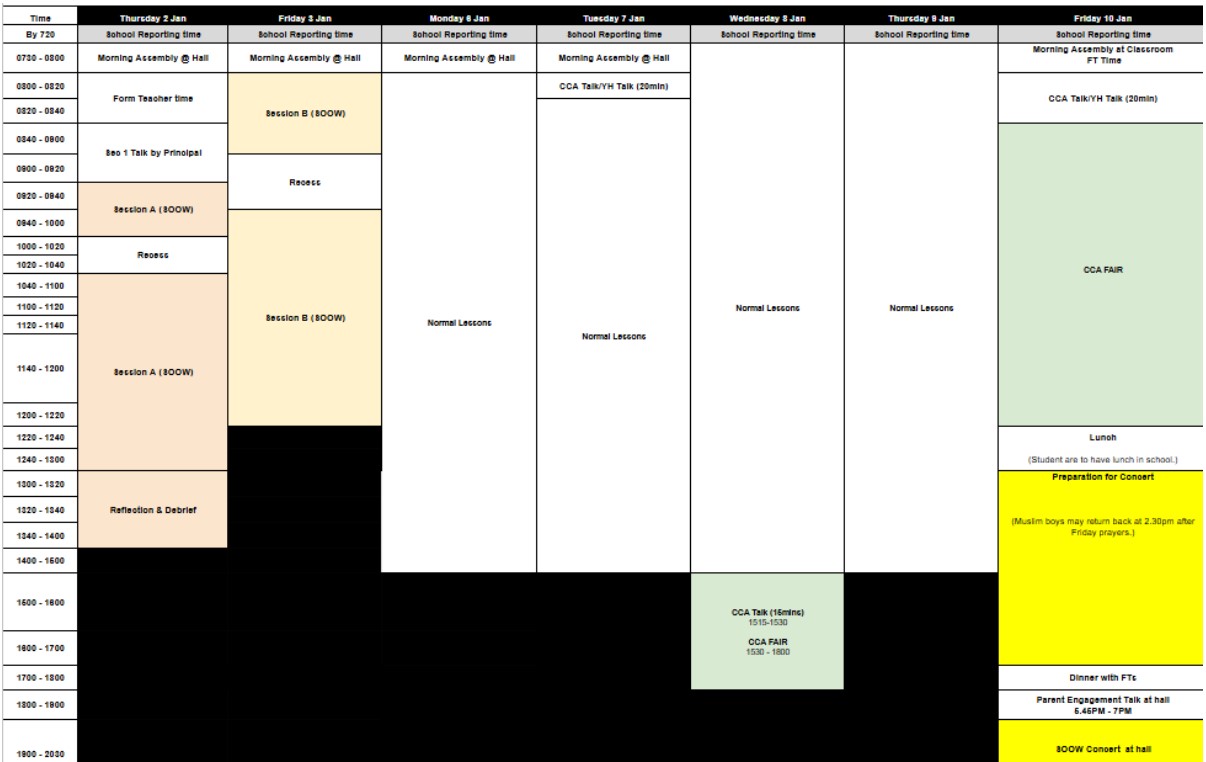 Time Thursday 2 Jan Friday 3 Jan Monday 6 Jan Tuesday 7 Jan Wednesday 8 Jan Thursday 9 Jan Friday 10 Jan
By 720 School Reporting time School Reporting time School Reporting time School Reporting time School Reporting time School Reporting time School Reporting time
0730 - 0800 Morning Assembly @ Hall Morning Assembly @ Hall Morning Assembly @ Hall Morning Assembly @ Hall Morning Assembly at Classroom
FT Time
0800 - 0820 CCA Talk/YH Talk (20min)
Form Teacher time CCA Talk/YH Talk (20min)
0820 - 0840 Session B (SOOW)
0840 - 0900
Sec 1 Talk by Principal
0900 - 0920
Recess
0920 - 0940
Session A (SOOW)
0940 - 1000
1000 - 1020
Recess
1020 - 1040 CCA FAIR
1040 - 1100
1100 - 1120 Session B (SOOW) Normal Lessons Normal Lessons
1120 - 1140 Normal Lessons Normal Lessons
1140 - 1200 Session A (SOOW)
1200 - 1220
1220 - 1240 Lunch
1240 - 1300 (Student are to have lunch in school.)
1300 - 1320 Preparation for Concert
1320 - 1340 Reflection & Debrief (Muslim boys may return back at 2.30pm after
1340 - 1400 Friday prayers.)
1400 - 1500
1500 - 1600 CCA Talk (15mins)
1515-1530
CCA FAIR
1600 - 1700 1530 - 1800
1700 - 1800 Dinner with FTs
1800 - 1900 Parent Engagement Talk at hall
5.45PM - 7PM
1900 - 2030 SOOW Concert at hall